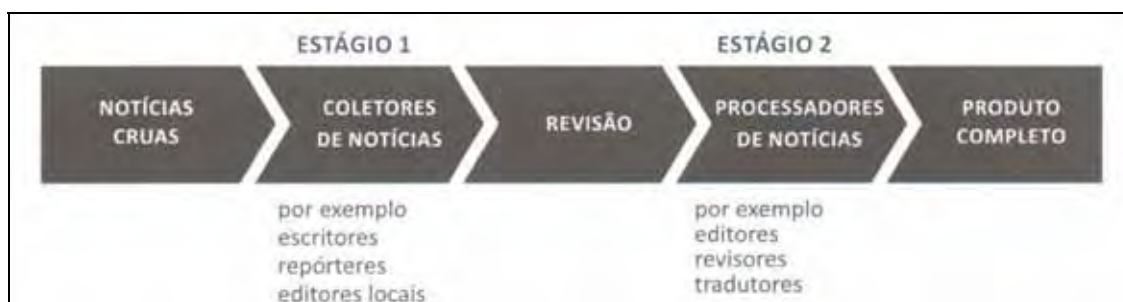 ESTÁGIO 1
ESTÁGIO 2
NOTÍCIAS
CRUAS
COLETORES
DE NOTÍCIAS
REVISÃO
PROCESSADORES
DE NOTÍCIAS
PRODUTO
COMPLETO
por exemplo
escritores
repórteres
editores locais
por exemplo
editores
revisores
tradutores